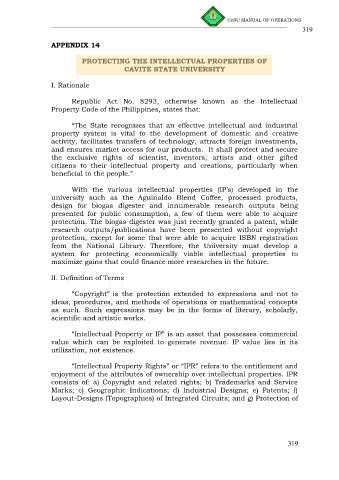 CvSU MANUAL OF OPERATIONS
319
APPENDIX 14
PROTECTING THE INTELLECTUAL PROPERTIES OF
CAVITE STATE UNIVERSITY
I. Rationale
Republic Act No. 8293, otherwise known as the Intellectual
Property Code of the Philippines, states that:
"The State recognizes that an effective intellectual and industrial
property system is vital to the development of domestic and creative
activity, facilitates transfers of technology, attracts foreign investments,
and ensures market access for our products. It shall protect and secure
the exclusive rights of scientist, inventors, artists and other gifted
citizens to their intellectual property and creations, particularly when
beneficial to the people."
With the various intellectual properties (IP's) developed in the
university such as the Aguinaldo Blend Coffee, processed products,
design for biogas digester and innumerable research outputs being
presented for public consumption, a few of them were able to acquire
protection. The biogas digester was just recently granted a patent, while
research outputs/publications have been presented without copyright
protection, except for some that were able to acquire ISBN registration
from the National Library. Therefore, the University must develop a
system for protecting economically viable intellectual properties to
maximize gains that could finance more researches in the future.
II. Definition of Terms
"Copyright" is the protection extended to expressions and not to
ideas, procedures, and methods of operations or mathematical concepts
as such. Such expressions may be in the forms of literary, scholarly,
scientific and artistic works.
"Intellectual Property or IP" is an asset that possesses commercial
value which can be exploited to generate revenue. IP value lies in its
utilization, not existence.
"Intellectual Property Rights" or "IPR" refers to the entitlement and
enjoyment of the attributes of ownership over intellectual properties. IPR
consists of: a) Copyright and related rights; b) Trademarks and Service
Marks; c) Geographic Indications; d) Industrial Designs; e) Patents; f)
Layout-Designs (Topographies) of Integrated Circuits; and g) Protection of
319